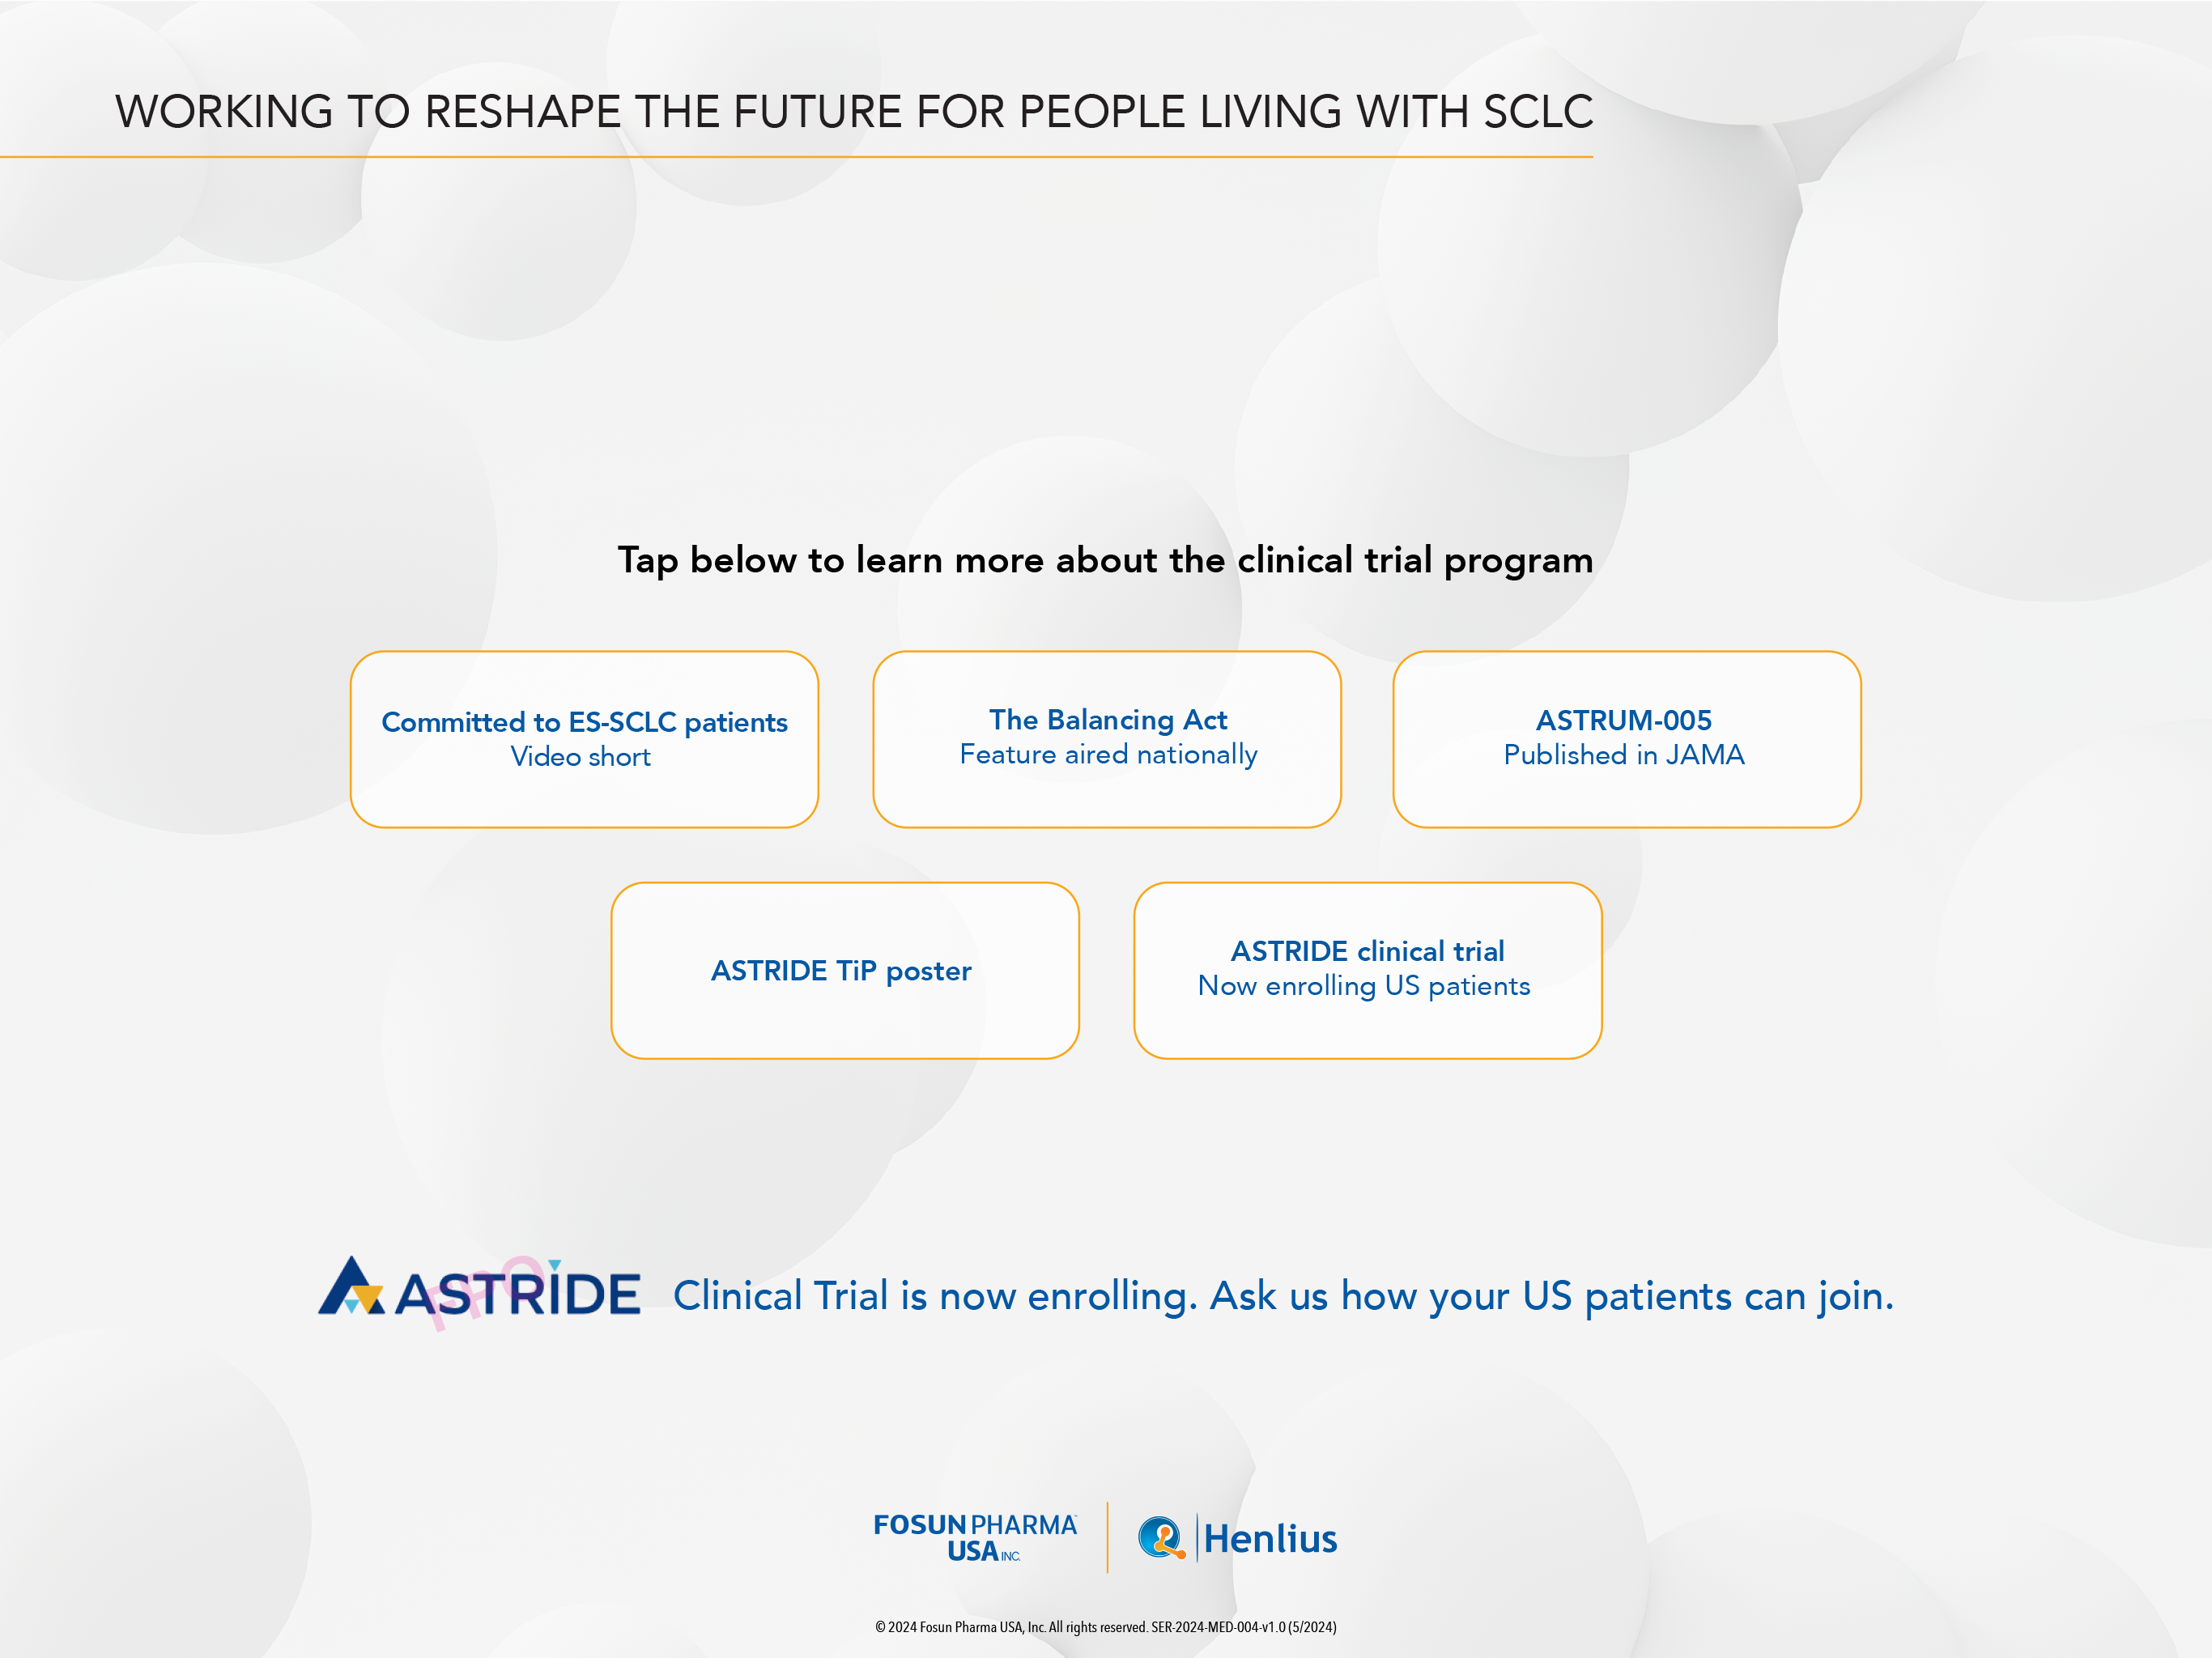 WORKING TO RESHAPE THE FUTURE FOR PEOPLE LIVING WITH SCLC
Tap below to learn more about the clinical trial program
Committed to ES-SCLC patients
Video short
The Balancing Act
Feature aired nationally
ASTRUM-005
Published in JAMA
ASTRIDE TiP poster
ASTRIDE clinical trial
Now enrolling US patients
FPO
ASTRIDE Clinical Trial is now enrolling. Ask us how your US patients can join.
FOSUN PHARMA
USA INC.
Henlius
© 2024 Fosun Pharma USA, Inc. All rights reserved. SER-2024-MED-004-v1.0 (5/2024)